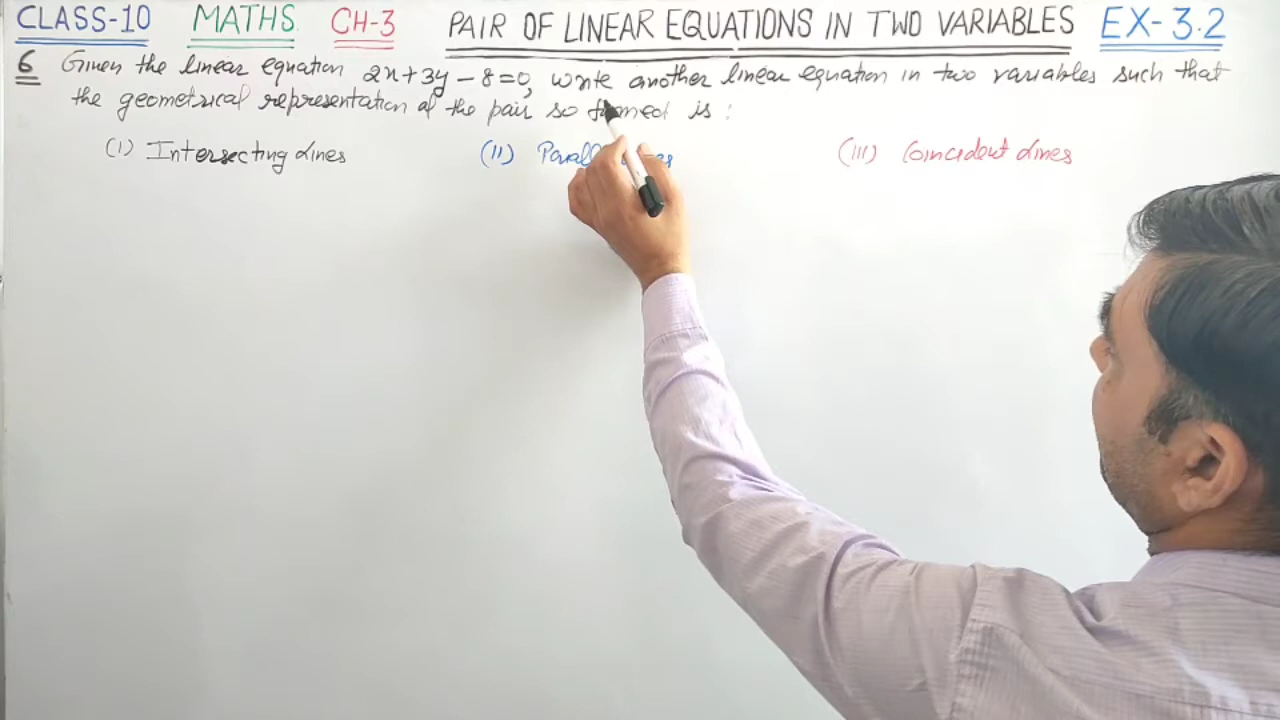 CLASS-10 MATHS CH-3 PAIR OF LINEAR EQUATIONS IN TWO VARIABLES EX-3.2
6 Given the linear equation 2x+3y-8=0, write another linear equation in two variables such that
the geometrical representation of the pair so formed is :
(I) Intersecting Lines (II) (III) Coincident Lines